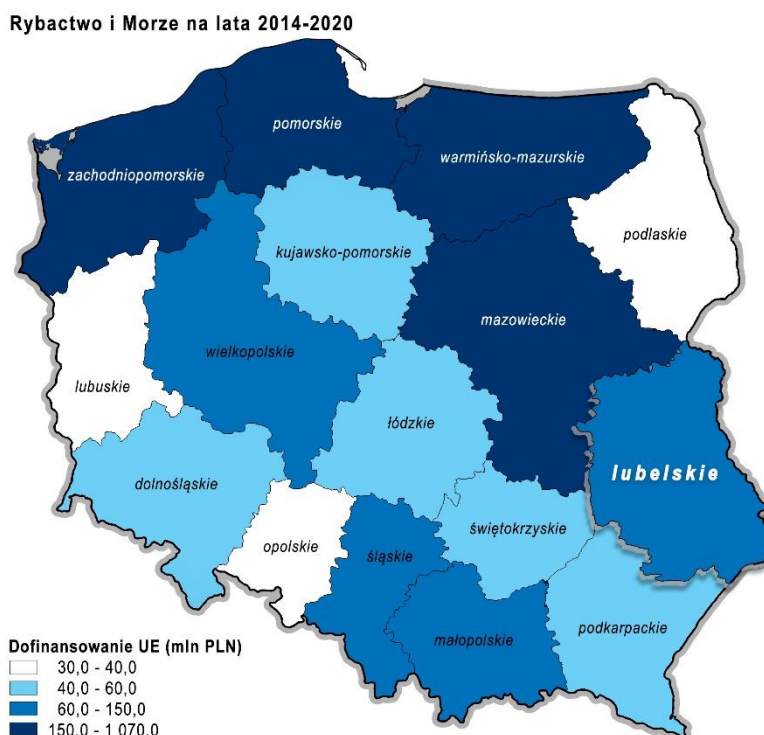 Rybactwo i Morze na lata 2014-2020
pomorskie
zachodniopomorskie
warmińsko-mazurskie
podlaskie
kujawsko-pomorskie
mazowieckie
wielkopolskie
lubuskie
łódzkie
lubelskie
dolnośląskie
świętokrzyskie
opolskie
śląskie
podkarpackie
małopolskie
Dofinansowanie UE (mln PLN)
30,0 - 40,0
40,0 - 60,0
60,0 - 150,0
150,0 - 1 070,0